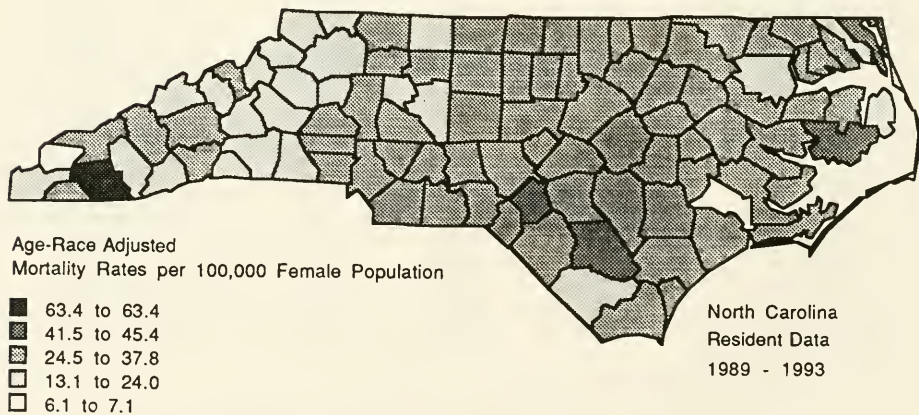 Age-Race Adjusted
Mortality Rates per 100,000 Female Population
63.4 to 63.4
41.5 to 45.4
24.5 to 37.8
13.1 to 24.0
6.1 to 7.1
North Carolina
Resident Data
1989 - 1993